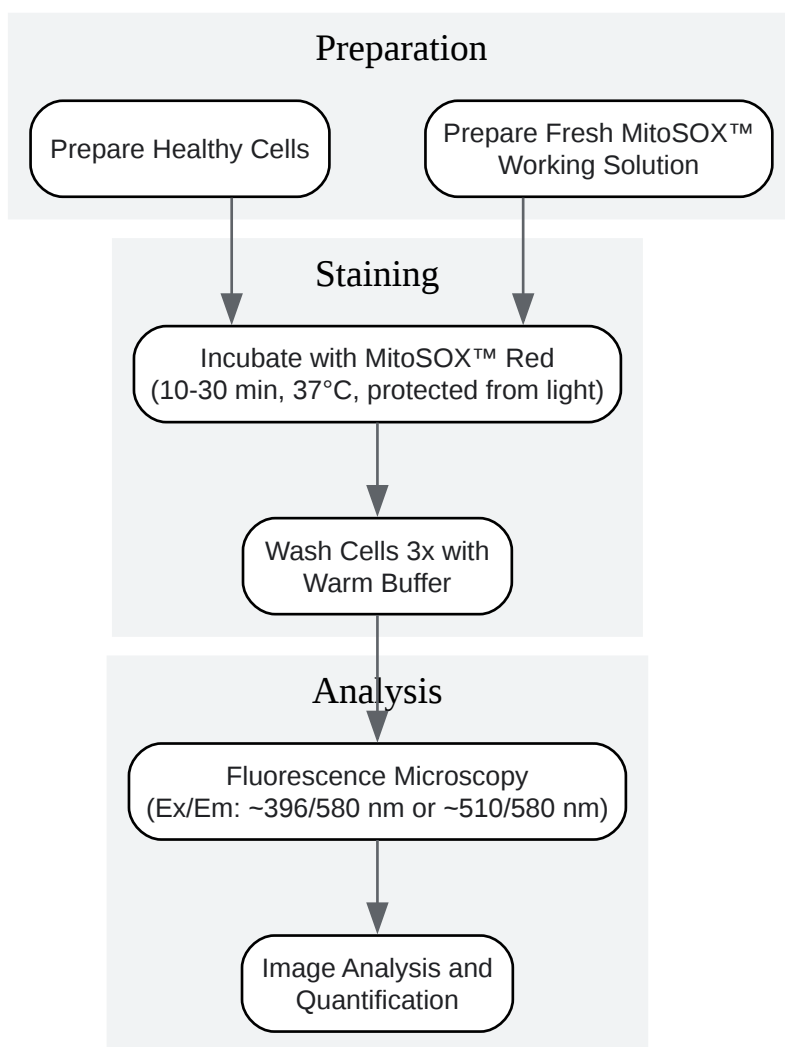 Preparation
Prepare Healthy Cells
Prepare Fresh MitoSOX™
Working Solution
Staining
Incubate with MitoSOX™ Red
(10-30 min, 37°C, protected from light)
Wash Cells 3x with
Warm Buffer
Analysis
Fluorescence Microscopy
(Ex/Em: ~396/580 nm or ~510/580 nm)
Image Analysis and
Quantification